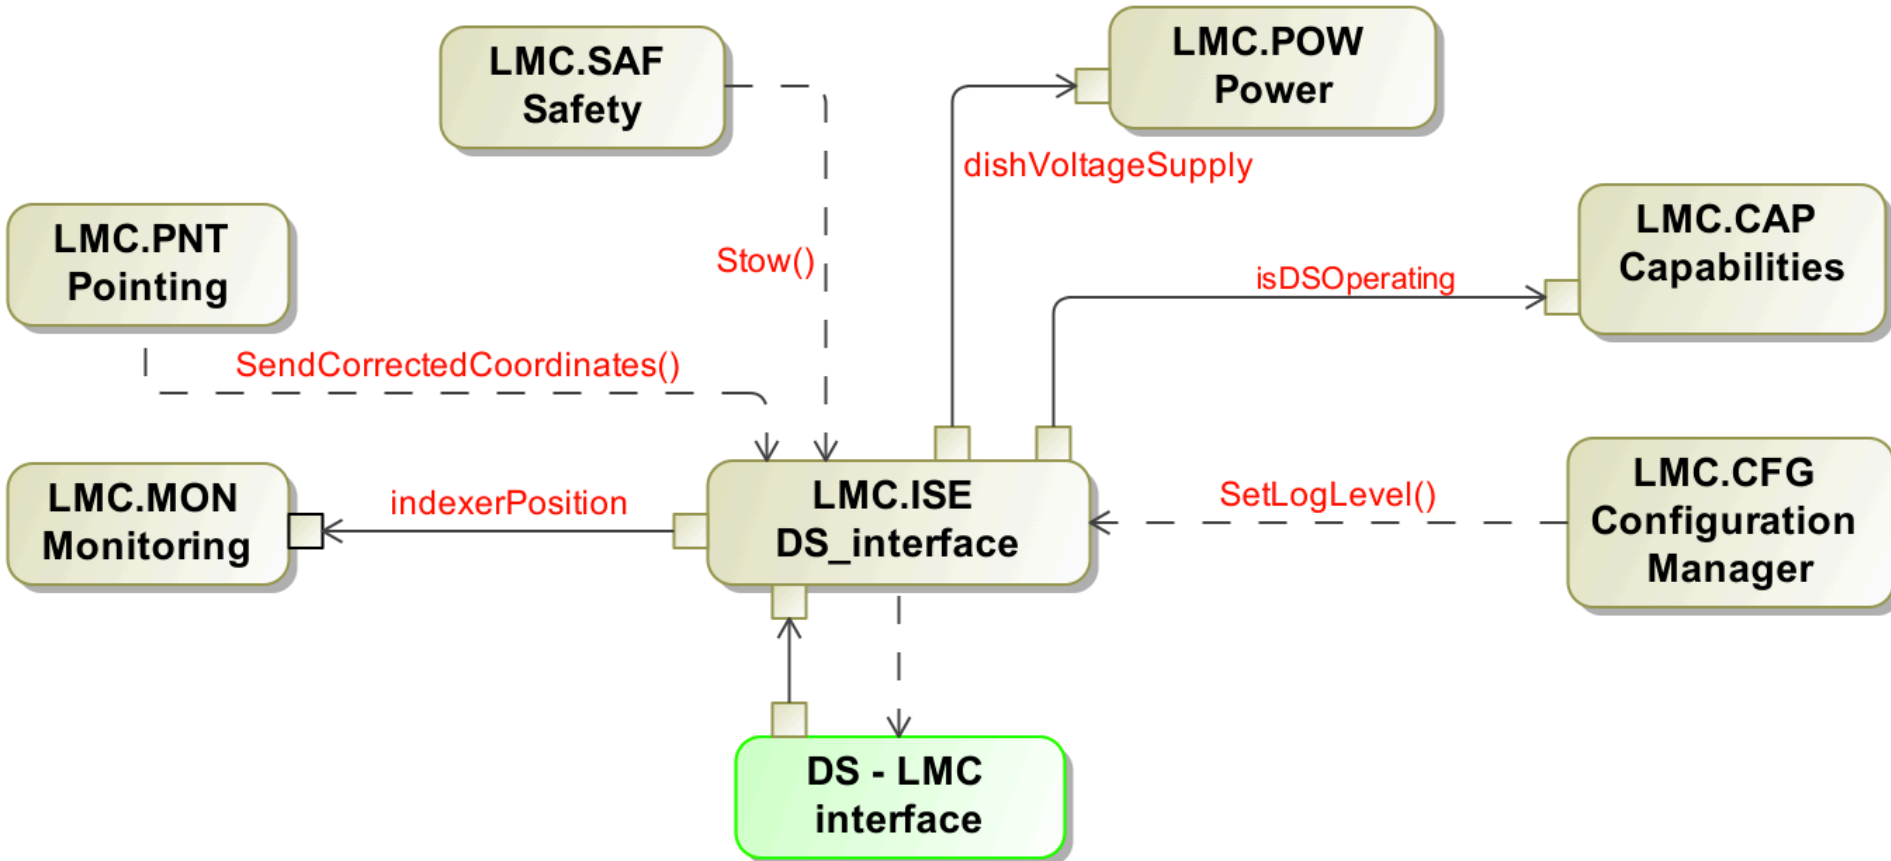 LMC.SAF
Safety
LMC.POW
Power
dishVoltageSupply
LMC.PNT
Pointing
LMC.CAP
Capabilities
Stow()
isDSOperating
SendCorrectedCoordinates()
LMC.MON
Monitoring
indexerPosition
LMC.ISE
DS_interface
SetLogLevel()
LMC.CFG
Configuration
Manager
DS - LMC
interface